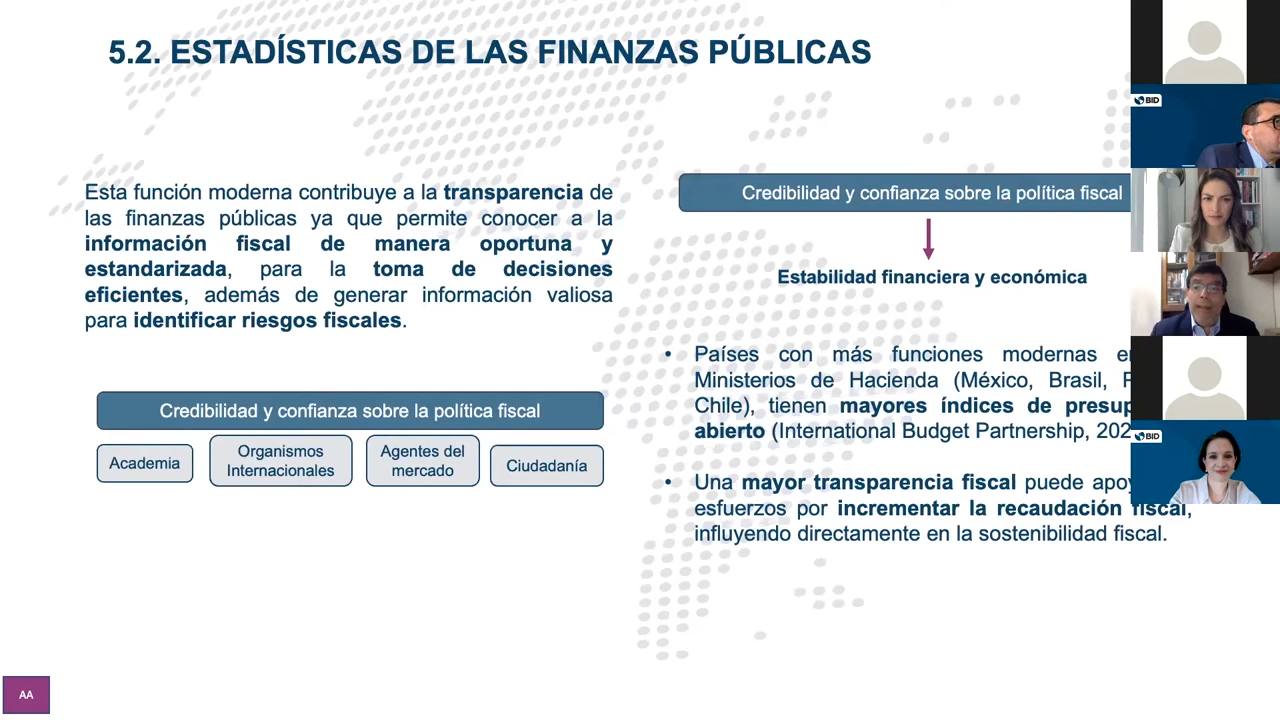 5.2. ESTADÍSTICAS DE LAS FINANZAS PÚBLICAS
Esta función moderna contribuye a la transparencia de
las finanzas públicas ya que permite conocer a la
información fiscal de manera oportuna y
estandarizada, para la toma de decisiones
eficientes, además de generar información valiosa
para identificar riesgos fiscales.
Credibilidad y confianza sobre la política fiscal
Academia
Organismos
Internacionales
Agentes del
mercado
Ciudadanía
Credibilidad y confianza sobre la política fiscal
Estabilidad financiera y económica
• Países con más funciones modernas
Ministerios de Hacienda (México, Brasil,
Chile), tienen mayores índices de
abierto (International Budget Partnership,
• Una mayor transparencia fiscal puede
esfuerzos por incrementar la recaudación fiscal,
influyendo directamente en la sostenibilidad fiscal.
BID
BID
AA